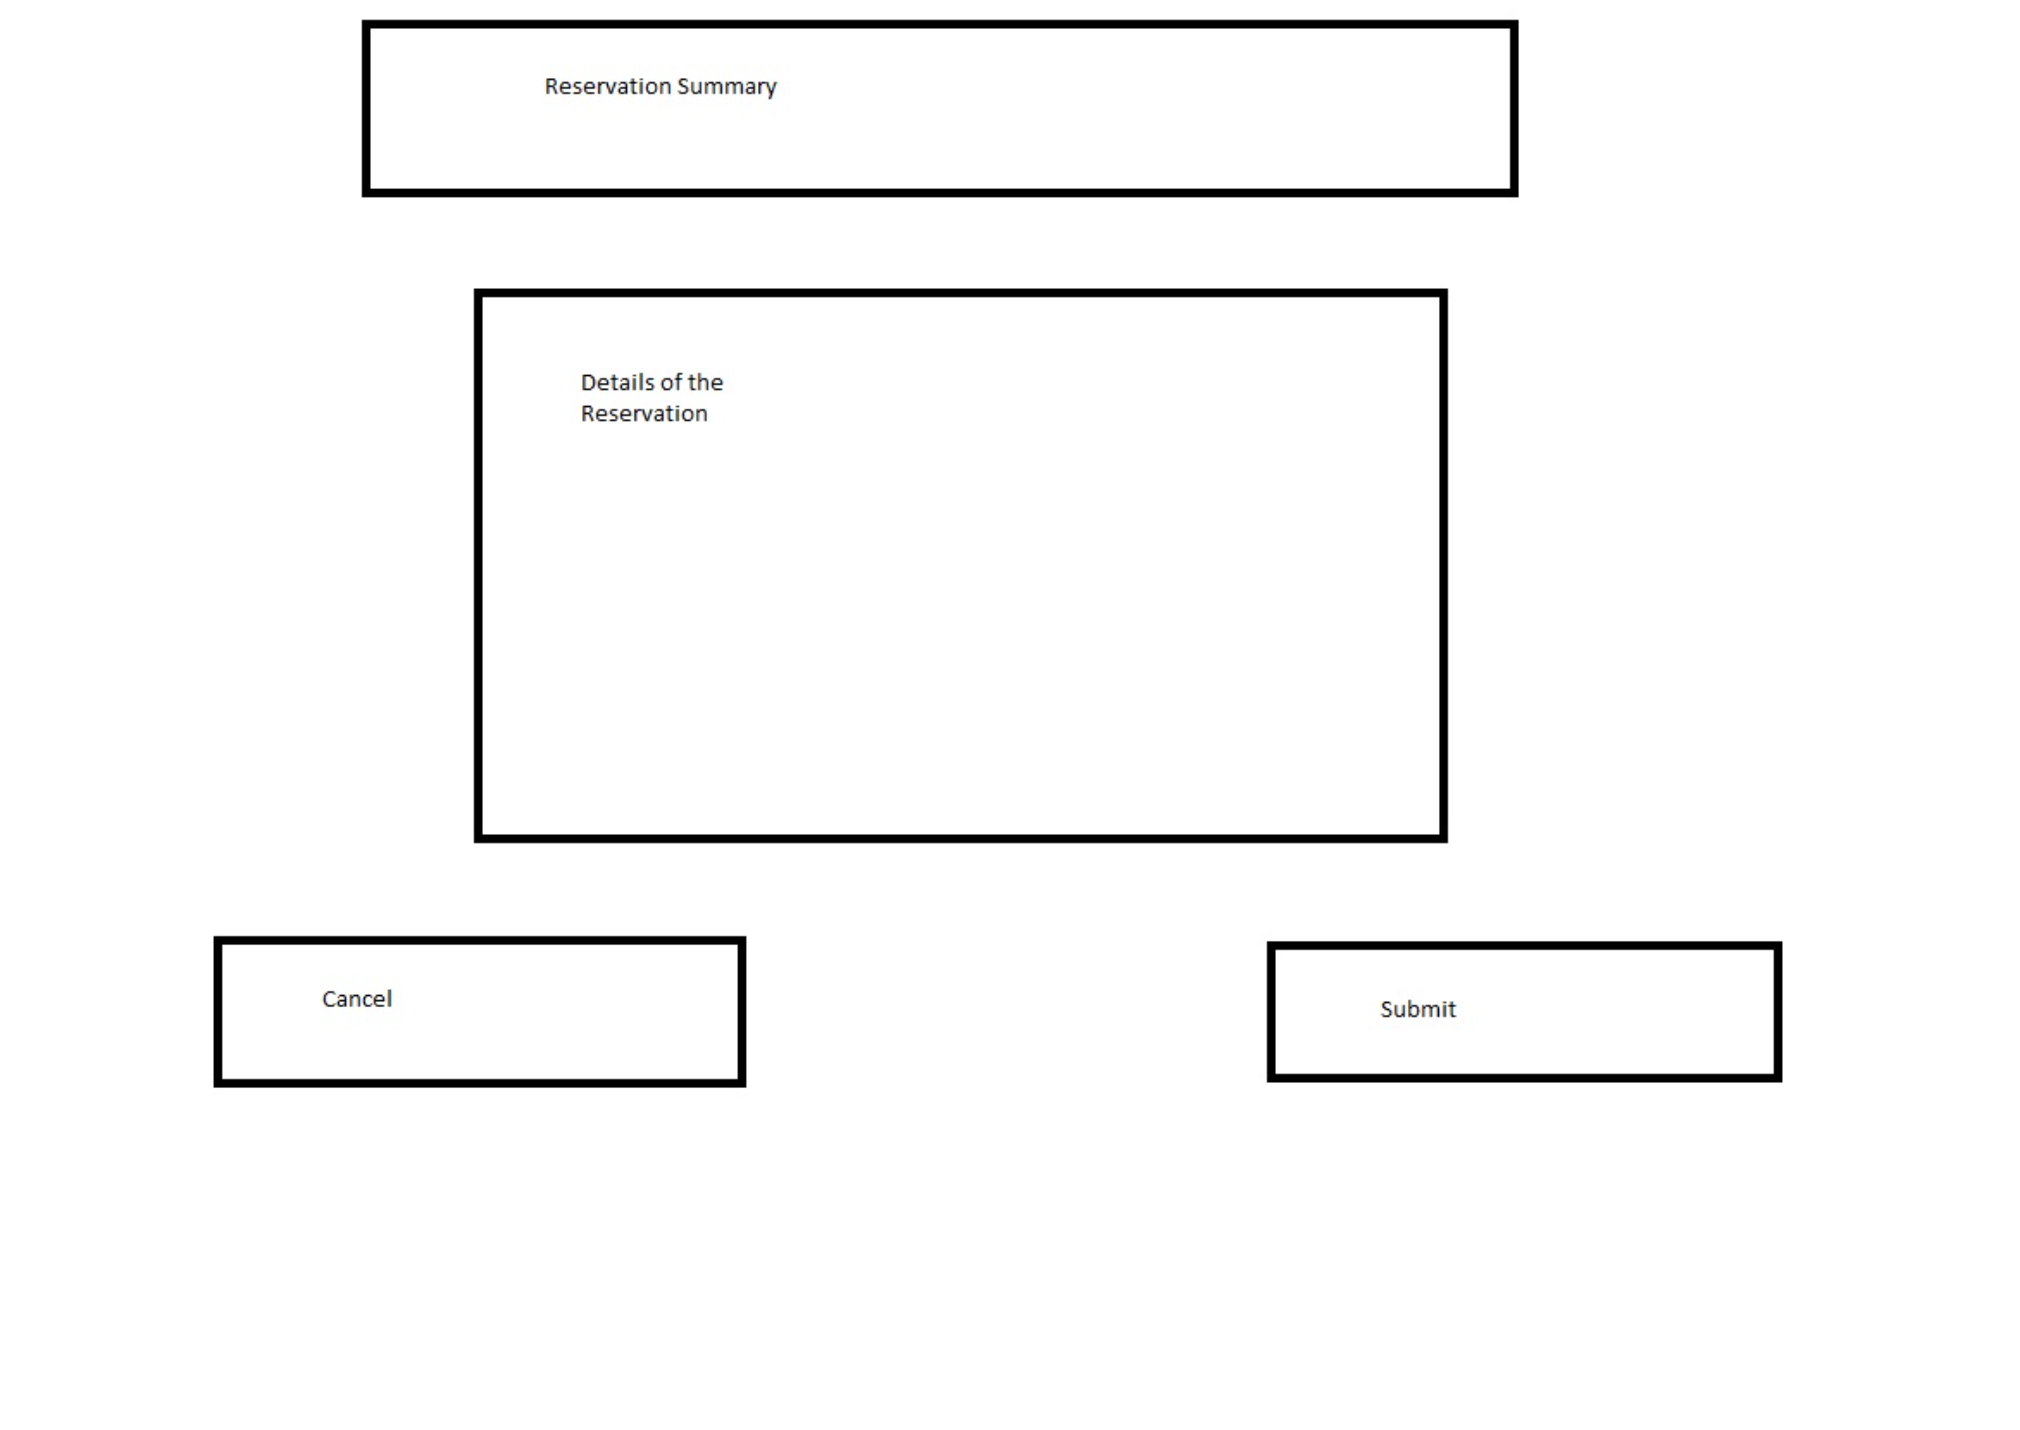 Reservation Summary
Details of the
Reservation
Cancel
Submit